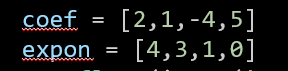 coef = [2,1,-4,5]
expon = [4,3,1,0]